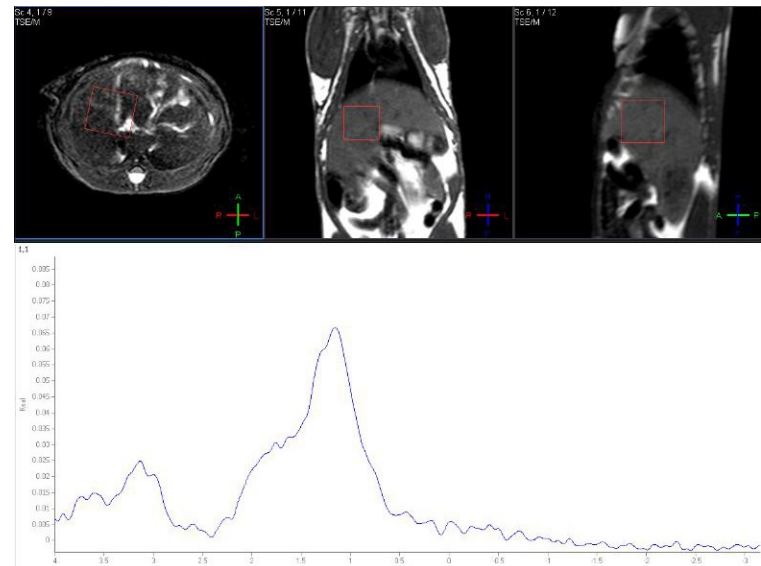 Sc 4, 1 / 9
TSE/M
Sc 5, 1 / 11
TSE/M
Sc 6, 1 / 12
TSE/M
A
R
L
P
R
L
A
P
1,1
0.085
0.08
0.075
0.07
0.065
0.06
0.055
0.05
0.045
0.04
0.035
0.03
0.025
0.02
0.015
0.01
0.005
0
Real
4
3.5
3
2.5
2
1.5
1
0.5
0
-0.5
-1
-1.5
-2
-2.5
-3